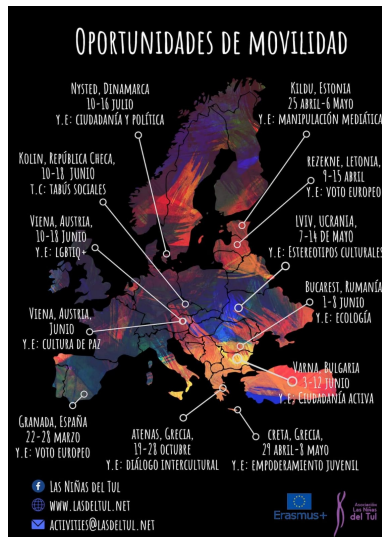 Oportunidades de movilidad
Nysted, Dinamarca
10-16 julio
Y.E: ciudadanía y política
Kildu, Estonia
25 abril-6 Mayo
Y.E: manipulación mediática
Kolin, República Checa,
10-18 junio
T.C: tabús sociales
Rezekne, Letonia,
9-15 abril
Y.E: voto europeo
Viena, Austria,
10-18 junio
Y.E: LGBTIQ+
Lviv, Ucrania,
7-14 de Mayo
Y.E: Estereotipos culturales
Bucarest, Rumanía
1-8 junio
Y.E: ecología
Viena, Austria,
junio
Y.E: cultura de paz
Varna, Bulgaria
3-12 junio
Y.E, Ciudadanía activa
Granada, España
22-28 marzo
Y.E: voto europeo
Atenas, Grecia,
19-28 octubre
Y.E: diálogo intercultural
Creta, Grecia,
29 abril-8 mayo
Y.E: empoderamiento juvenil
Las Niñas del Tul
www.lasdeltul.net
activities@lasdeltul.net
Erasmus+
Asociación
Las Niñas
del Tul